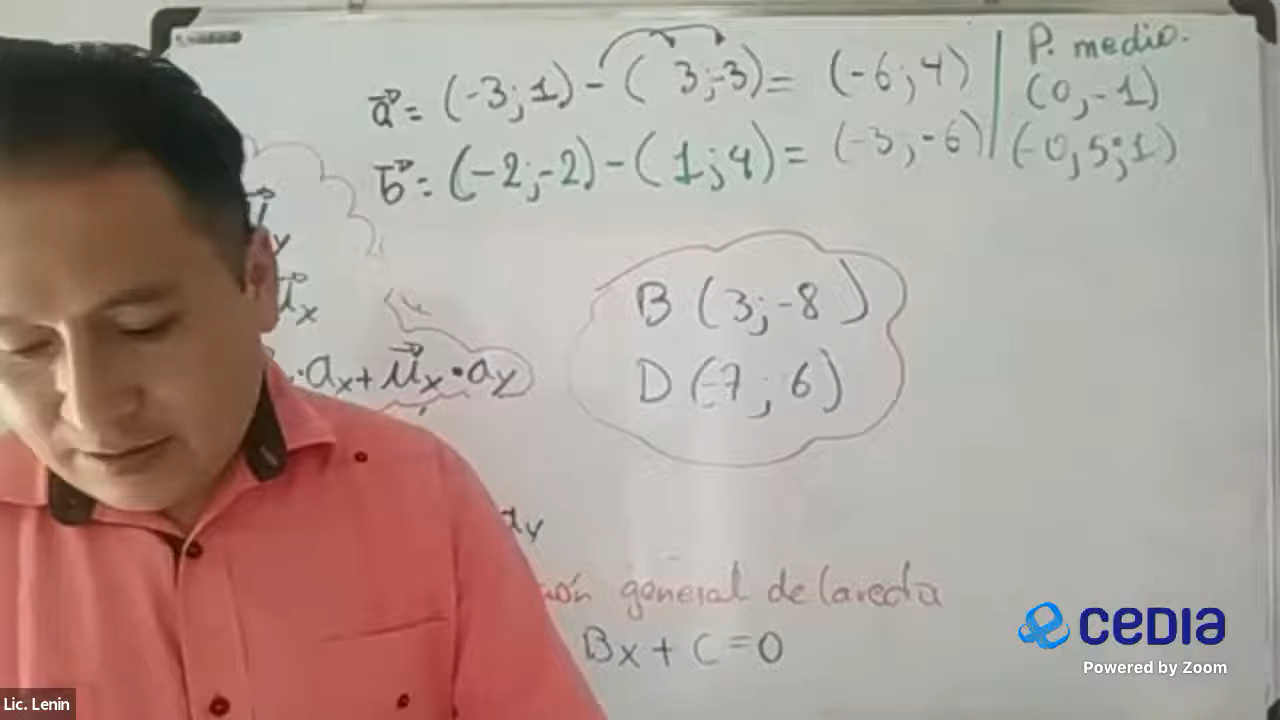 a = (-3;1) - (3;-3) = (-6;4)
b = (-2;-2) - (1;4) = (-3,-6)
P. medio.
(0,-1)
(-0,5;1)
y
x
·ax + ux · ay
B (3;-8)
D (-7;6)
ay
general de la recta
Bx + C = 0
CEDIA
Powered by Zoom
Lic. Lenin